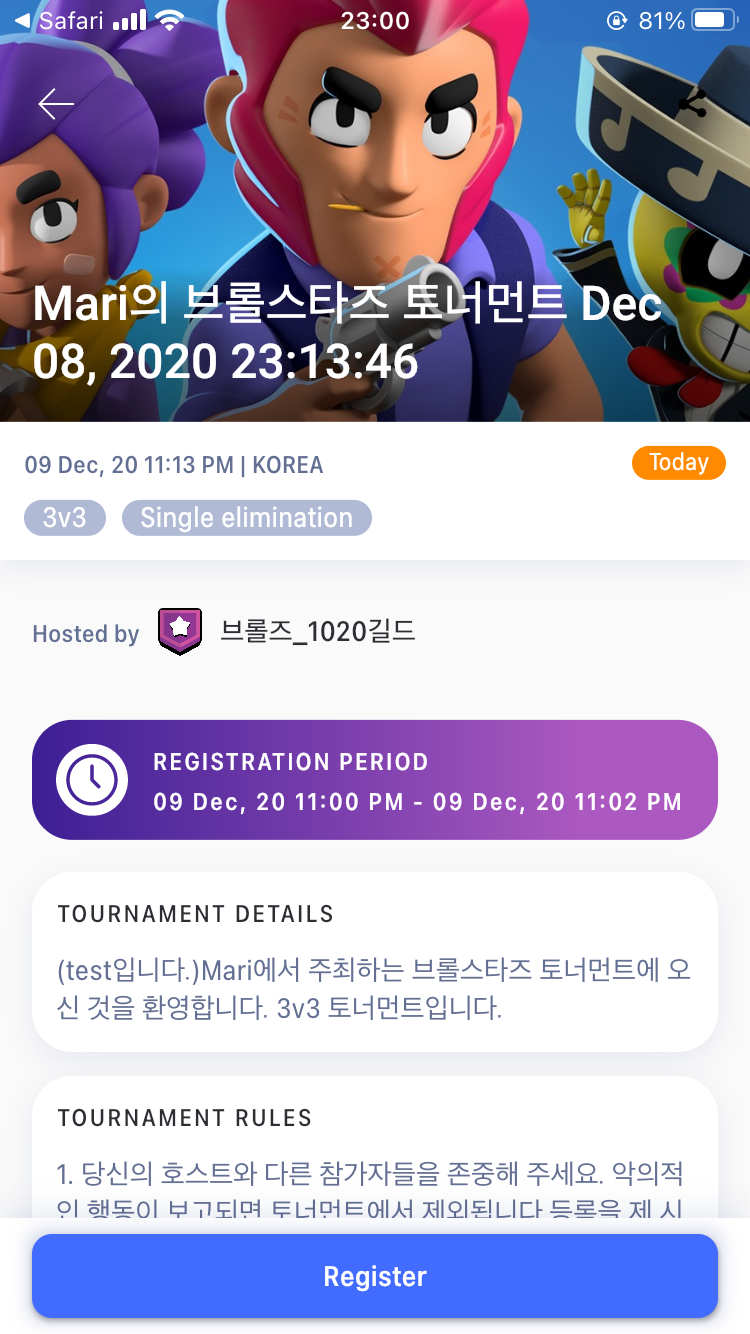 Safari 23:00 81%
Mari의 브롤스타즈 토너먼트 Dec
08, 2020 23:13:46
09 Dec, 20 11:13 PM | KOREA
Today
3v3 Single elimination
Hosted by 브롤즈_1020길드
REGISTRATION PERIOD
09 Dec, 20 11:00 PM - 09 Dec, 20 11:02 PM
TOURNAMENT DETAILS
(test입니다.)Mari에서 주최하는 브롤스타즈 토너먼트에 오
신 것을 환영합니다. 3v3 토너먼트입니다.
TOURNAMENT RULES
1. 당신의 호스트와 다른 참가자들을 존중해 주세요. 악의적
인 행동이 보고되면 토너먼트에서 제외됩니다 등록을 제 시
Register